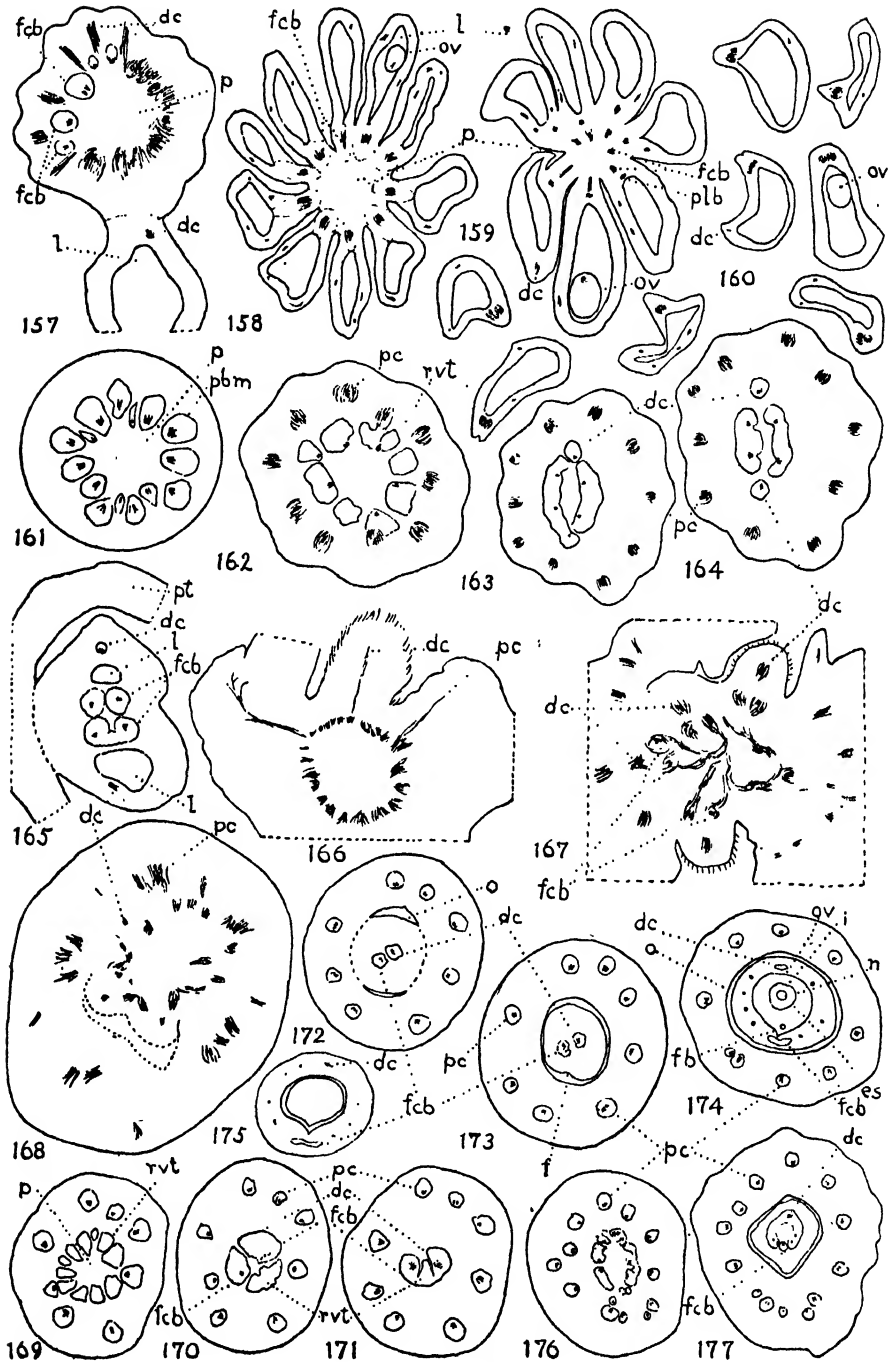 fcb dc fcb l ov
p p
fcb fcb plb ov
l dc dc
dc ov
157 158 159 160
p pbm pc rvt dc
pc
161 162 163 164
pt dc l fcb dc pc dc
dc
l
165 166 167
dc pc fcb
o dc ov i
dc o n
172 dc pc fb
fcb es
fcb
168 175 173 174
f pc dc
p rvt pc dc fcb
fcb rvt fcb
169 170 171 176 177